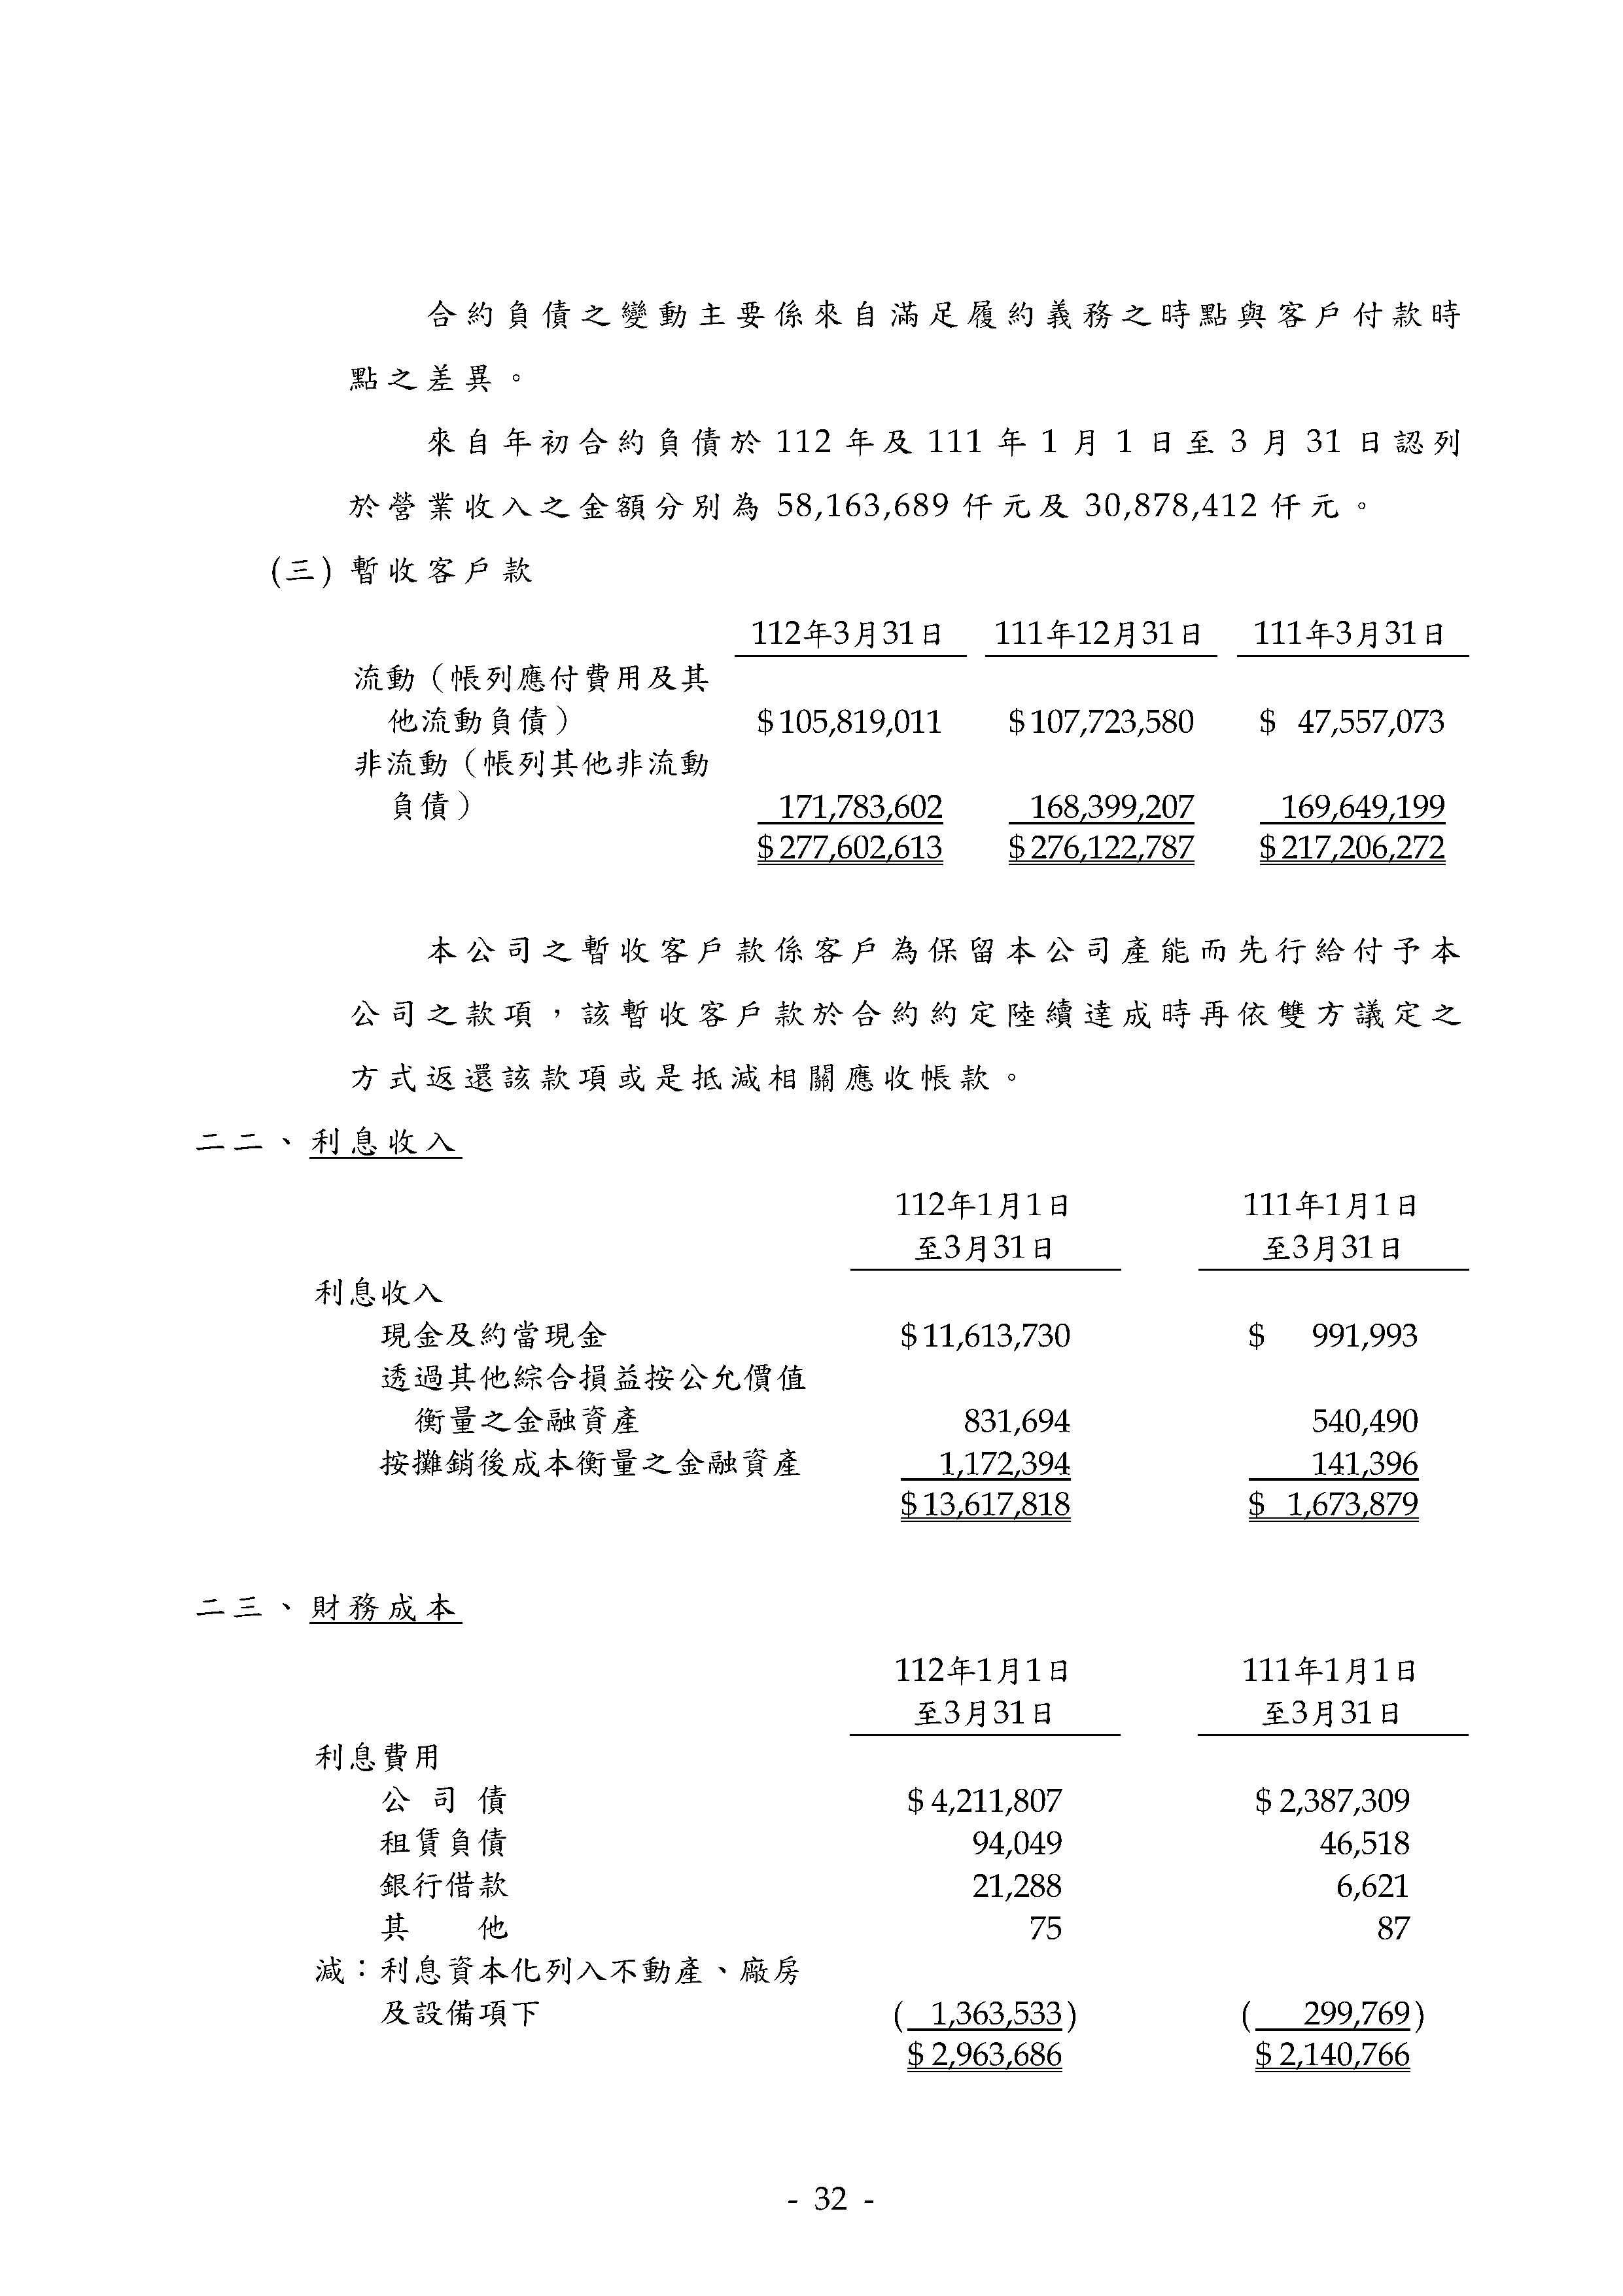 合約負債之變動主要係來自滿足履約義務之時點與客戶付款時
點之差異。
來自年初合約負債於 112 年及 111 年 1 月 1 日至 3 月 31 日認列
於營業收入之金額分別為 58,163,689 仟元及 30,878,412 仟元。
(三) 暫收客戶款
112年3月31日 111年12月31日 111年3月31日
流動（帳列應付費用及其
他流動負債） $105,819,011 $107,723,580 $ 47,557,073
非流動（帳列其他非流動
負債） 171,783,602 168,399,207 169,649,199
$277,602,613 $276,122,787 $217,206,272
本公司之暫收客戶款係客戶為保留本公司產能而先行給付予本
公司之款項，該暫收客戶款於合約約定陸續達成時再依雙方議定之
方式返還該款項或是抵減相關應收帳款。
二二、利息收入
112年1月1日 111年1月1日
至3月31日 至3月31日
利息收入
現金及約當現金 $11,613,730 $ 991,993
透過其他綜合損益按公允價值
衡量之金融資產 831,694 540,490
按攤銷後成本衡量之金融資產 1,172,394 141,396
$13,617,818 $ 1,673,879
二三、財務成本
112年1月1日 111年1月1日
至3月31日 至3月31日
利息費用
公 司 債 $ 4,211,807 $ 2,387,309
租賃負債 94,049 46,518
銀行借款 21,288 6,621
其 他 75 87
減：利息資本化列入不動產、廠房
及設備項下 ( 1,363,533) ( 299,769)
$ 2,963,686 $ 2,140,766
- 32 -